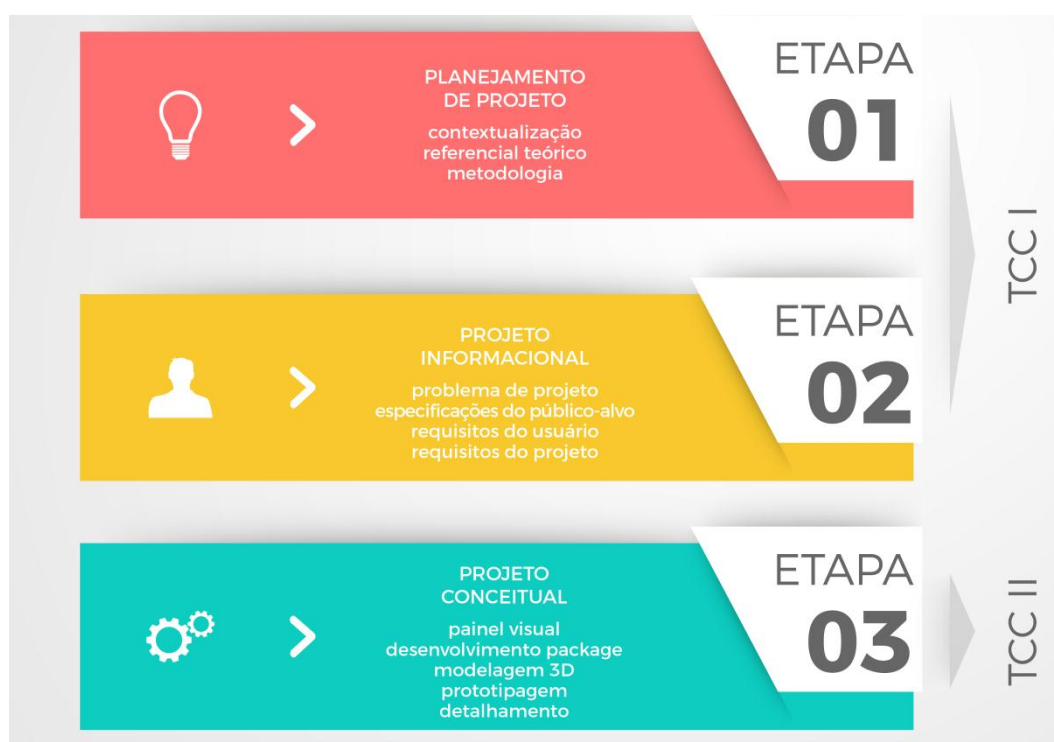 PLANEJAMENTO
DE PROJETO
contextualização
referencial teórico
metodologia
ETAPA
01
PROJETO
INFORMACIONAL
problema de projeto
especificações do público-alvo
requisitos do usuário
requisitos do projeto
ETAPA
02
TCC I
PROJETO
CONCEITUAL
painel visual
desenvolvimento package
modelagem 3D
prototipagem
detalhamento
ETAPA
03
TCC II